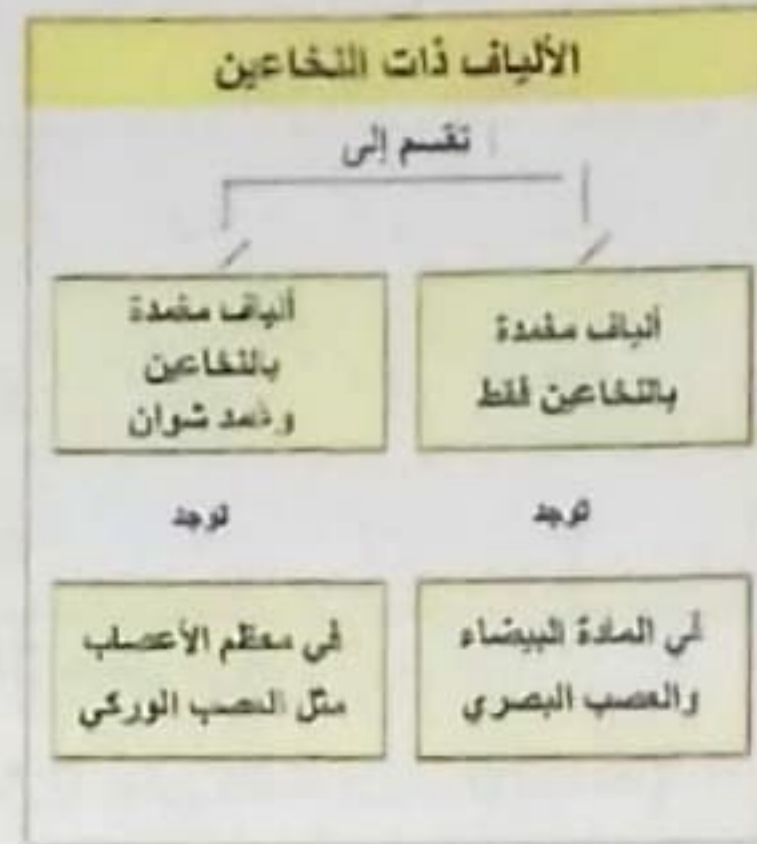 الألياف ذات النخاعين
تقسم إلى
ألياف مغمدة
بالنخاعين فقط
توجد
في المادة البيضاء
والعصب البصري
ألياف مغمدة
بالنخاعين
وغمد شوان
توجد
في معظم الأعصاب
مثل العصب الوركي